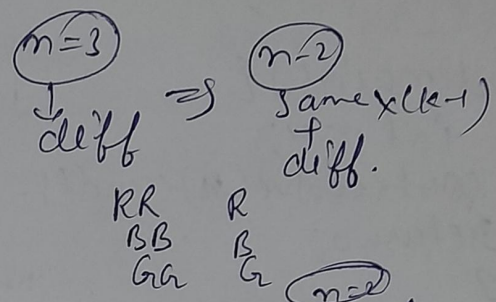 n=3 n-2
diff ⇒ same×(k-1)
+
diff.
RR R
BB B
GG G
n=2